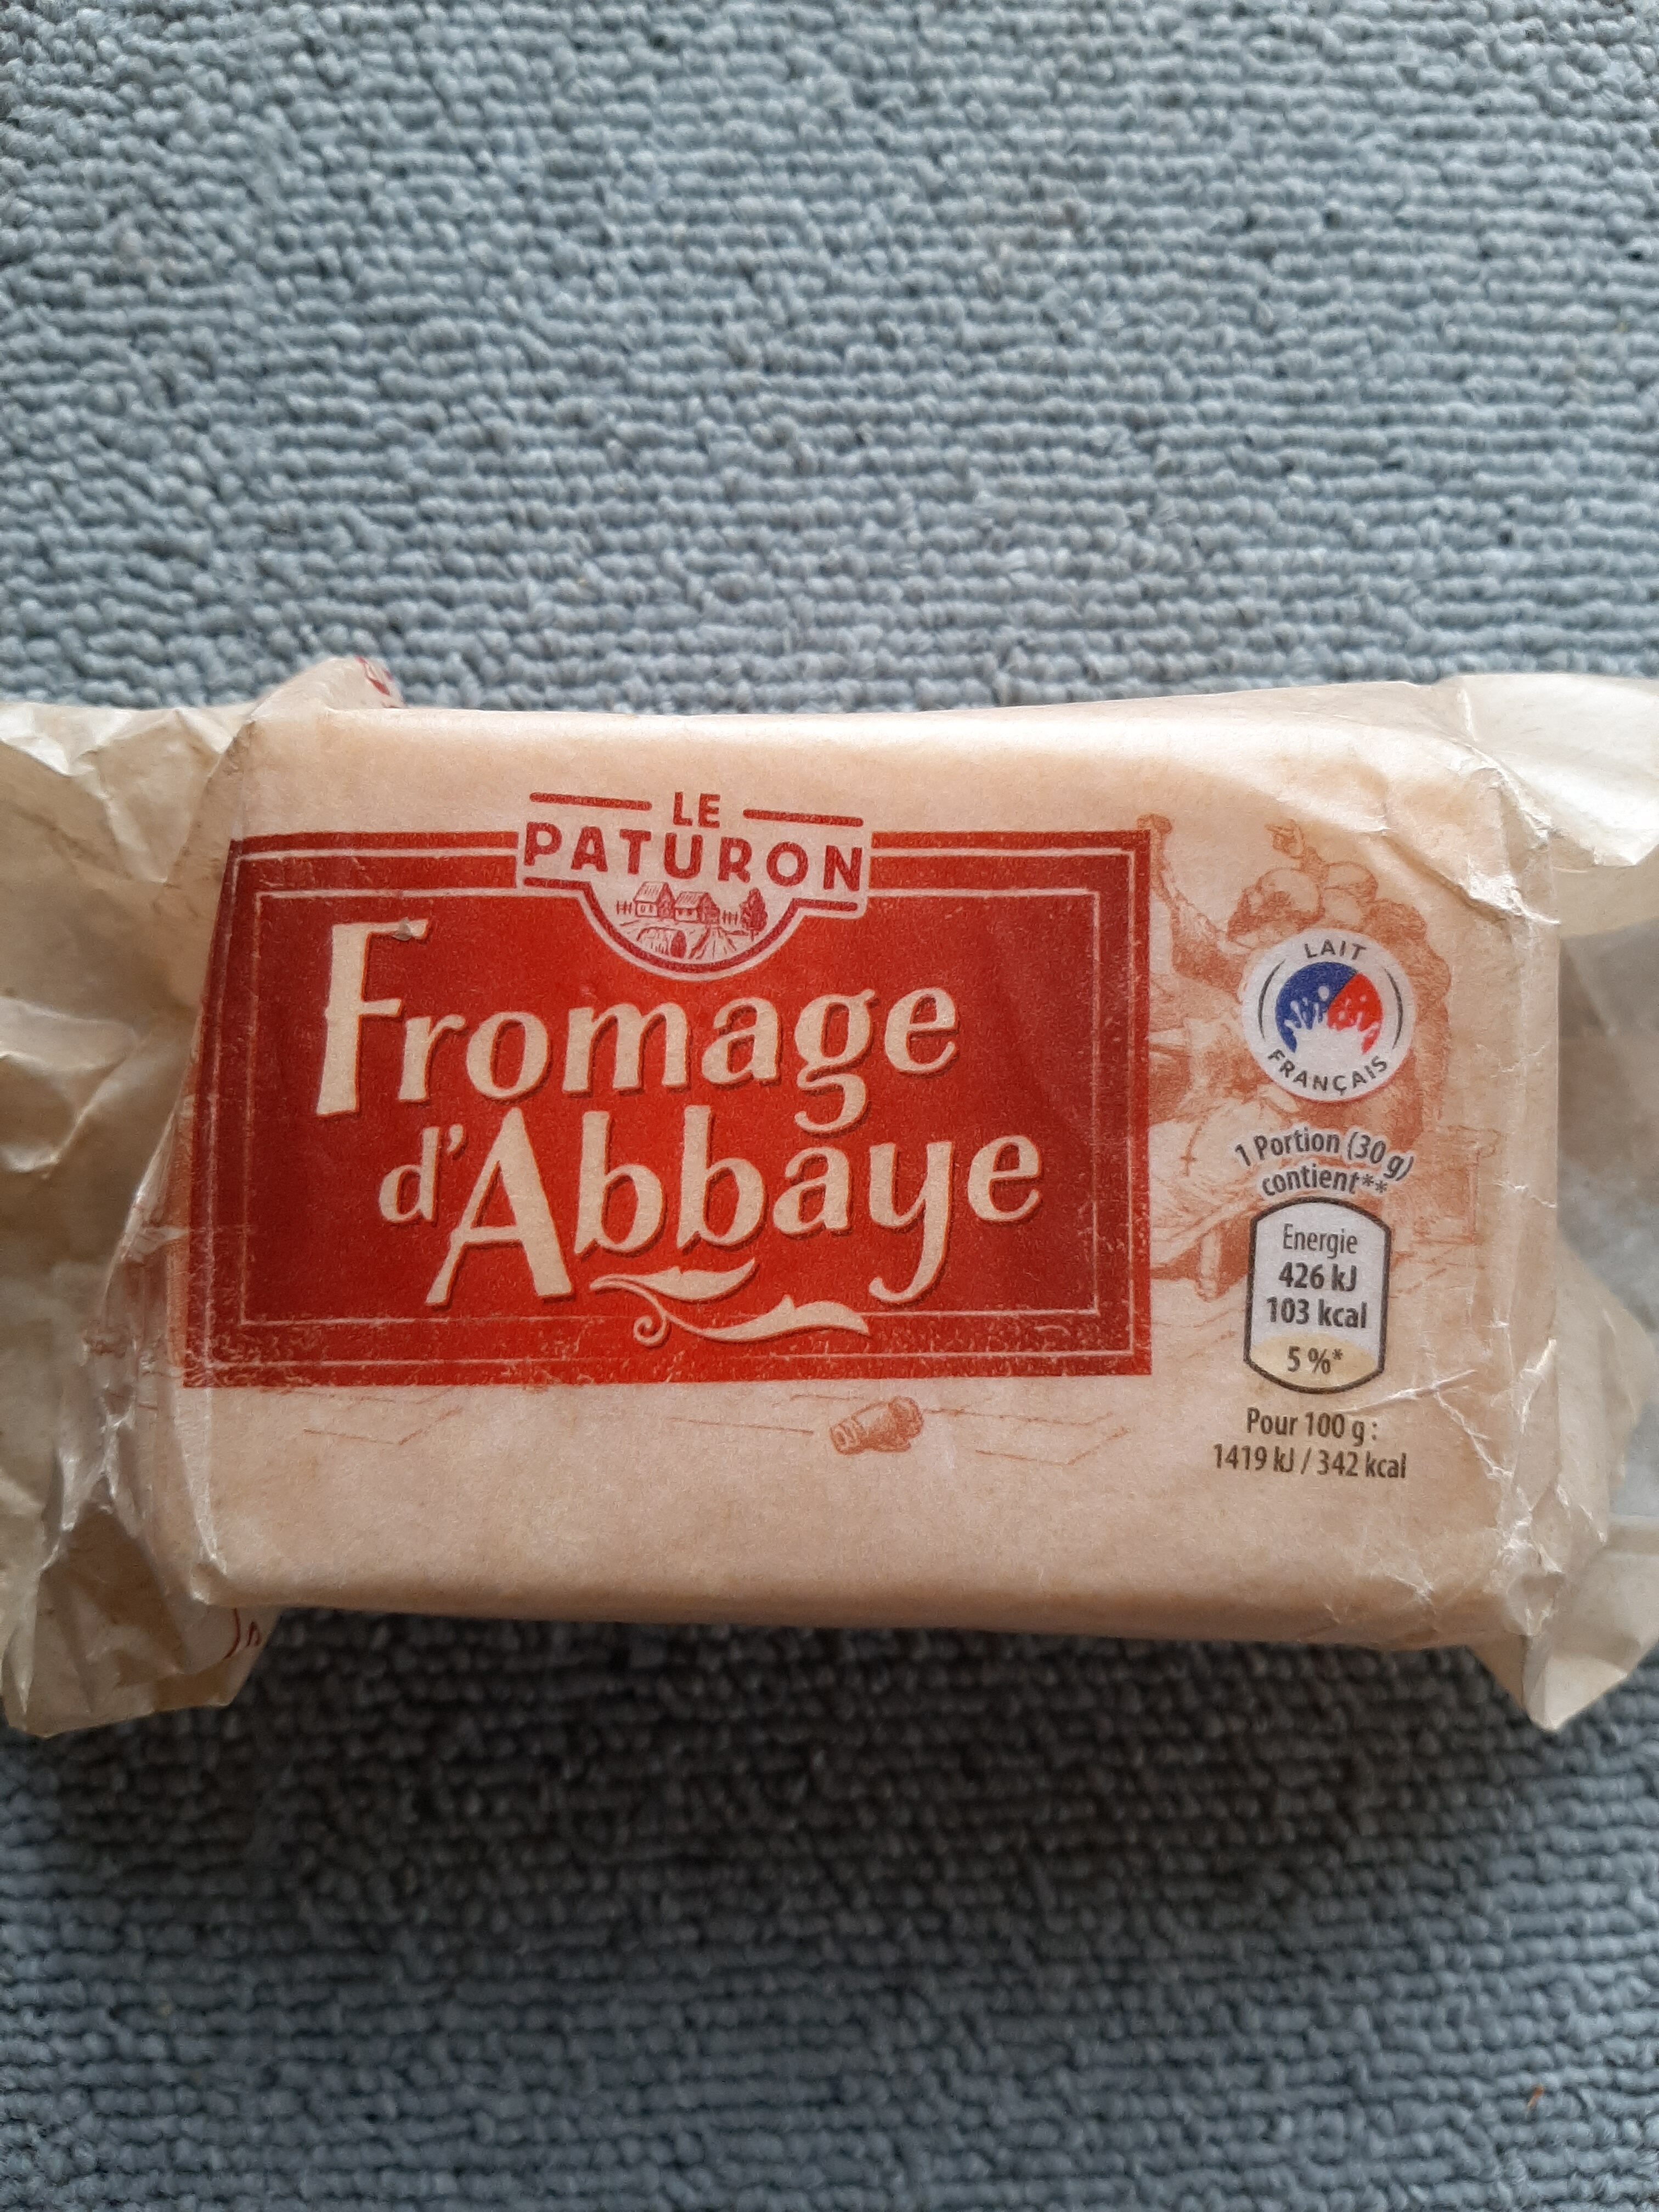 LE
PATURON
Fromage
d'Abbaye
LAIT
FRANÇAIS
1 Portion (30 g)
contient**
Energie
426 kJ
103 kcal
5 %*
Pour 100 g :
1419 kJ / 342 kcal